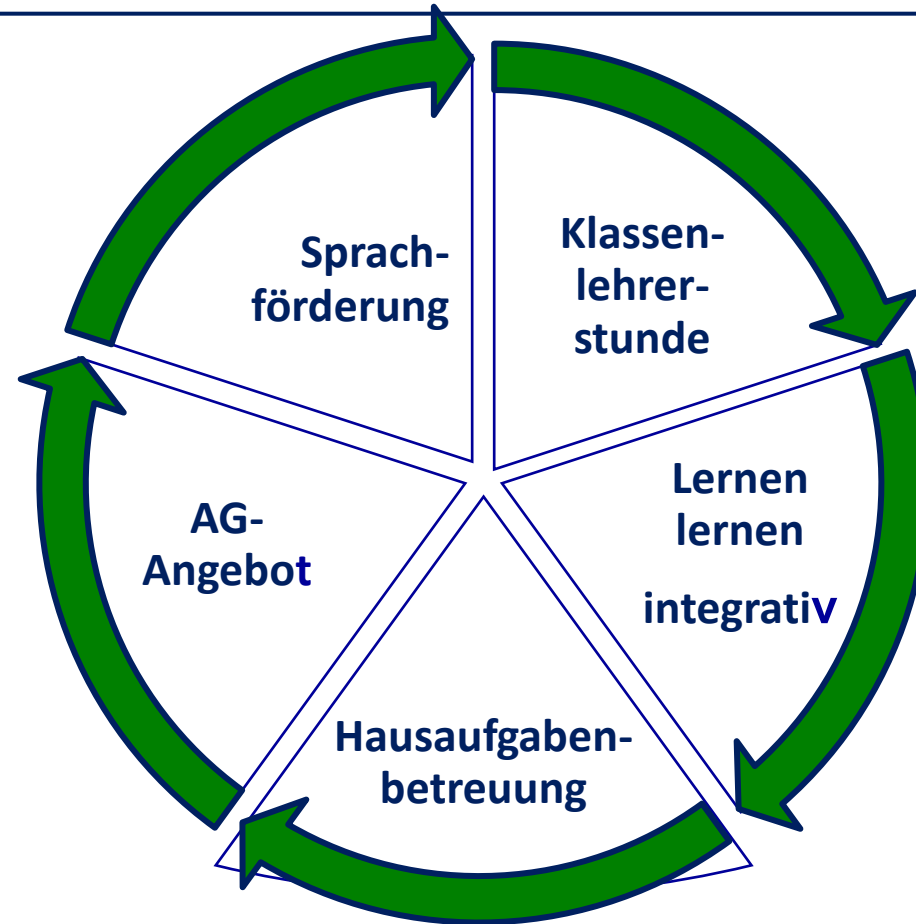 Sprach-
förderung
Klassen-
lehrer-
stunde
Lernen
lernen
integrativ
Hausaufgaben-
betreuung
AG-
Angebot